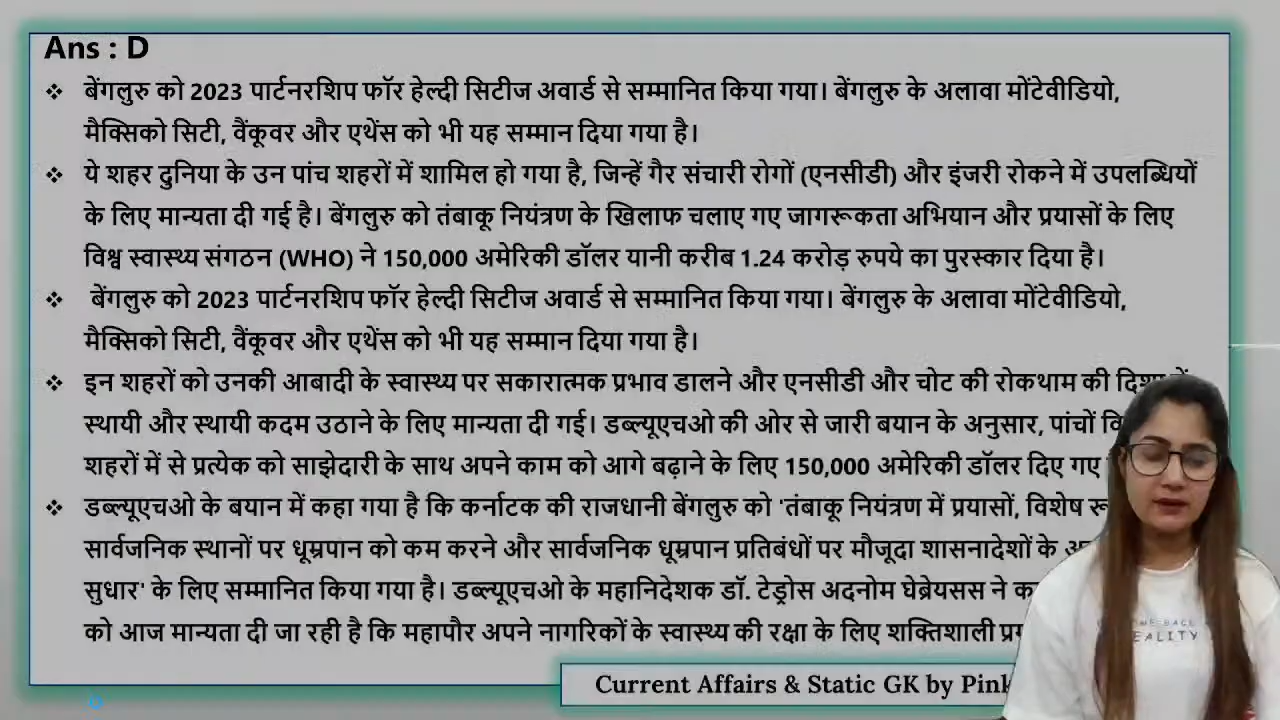 Ans : D
❖ बेंगलुरु को 2023 पार्टनरशिप फॉर हेल्दी सिटीज अवार्ड से सम्मानित किया गया। बेंगलुरु के अलावा मोंटेवीडियो,
मैक्सिको सिटी, वैंकूवर और एथेंस को भी यह सम्मान दिया गया है।
❖ ये शहर दुनिया के उन पांच शहरों में शामिल हो गया है, जिन्हें गैर संचारी रोगों (एनसीडी) और इंजरी रोकने में उपलब्धियों
के लिए मान्यता दी गई है। बेंगलुरु को तंबाकू नियंत्रण के खिलाफ चलाए गए जागरूकता अभियान और प्रयासों के लिए
विश्व स्वास्थ्य संगठन (WHO) ने 150,000 अमेरिकी डॉलर यानी करीब 1.24 करोड़ रुपये का पुरस्कार दिया है।
❖ बेंगलुरु को 2023 पार्टनरशिप फॉर हेल्दी सिटीज अवार्ड से सम्मानित किया गया। बेंगलुरु के अलावा मोंटेवीडियो,
मैक्सिको सिटी, वैंकूवर और एथेंस को भी यह सम्मान दिया गया है।
❖ इन शहरों को उनकी आबादी के स्वास्थ्य पर सकारात्मक प्रभाव डालने और एनसीडी और चोट की रोकथाम की दिशा में
स्थायी और स्थायी कदम उठाने के लिए मान्यता दी गई। डब्ल्यूएचओ की ओर से जारी बयान के अनुसार, पांचों
शहरों में से प्रत्येक को साझेदारी के साथ अपने काम को आगे बढ़ाने के लिए 150,000 अमेरिकी डॉलर दिए गए
❖ डब्ल्यूएचओ के बयान में कहा गया है कि कर्नाटक की राजधानी बेंगलुरु को 'तंबाकू नियंत्रण में प्रयासों, विशेष
सार्वजनिक स्थानों पर धूम्रपान को कम करने और सार्वजनिक धूम्रपान प्रतिबंधों पर मौजूदा शासनादेशों के
सुधार' के लिए सम्मानित किया गया है। डब्ल्यूएचओ के महानिदेशक डॉ. टेड्रोस अदनोम घेब्रेयसस ने
को आज मान्यता दी जा रही है कि महापौर अपने नागरिकों के स्वास्थ्य की रक्षा के लिए शक्तिशाली
Current Affairs & Static GK by